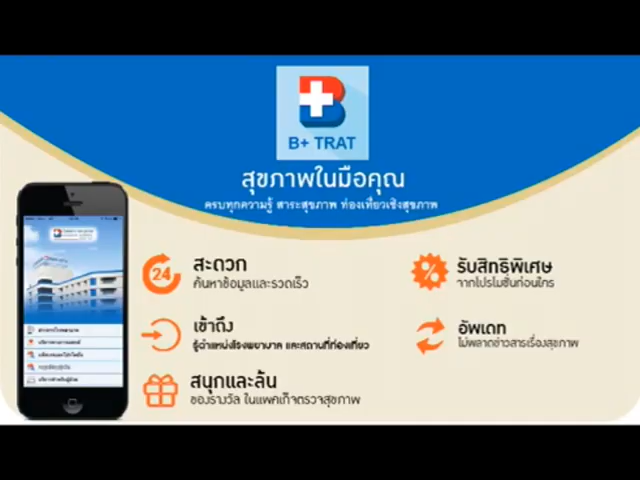 B+ TRAT
สุขภาพในมือคุณ
ครบทุกความรู้ สาระสุขภาพ ท่องเที่ยวเชิงสุขภาพ
24
สะดวก
ค้นหาข้อมูลและรวดเร็ว
รับสิทธิพิเศษ
จากโปรโมชั่นก่อนใคร
เข้าถึง
รู้ตำแหน่งโรงพยาบาล และสถานที่ท่องเที่ยว
อัพเดท
ไม่พลาดข่าวสารเรื่องสุขภาพ
สนุกและลุ้น
ของรางวัล ในแพคเก็จตรวจสุขภาพ